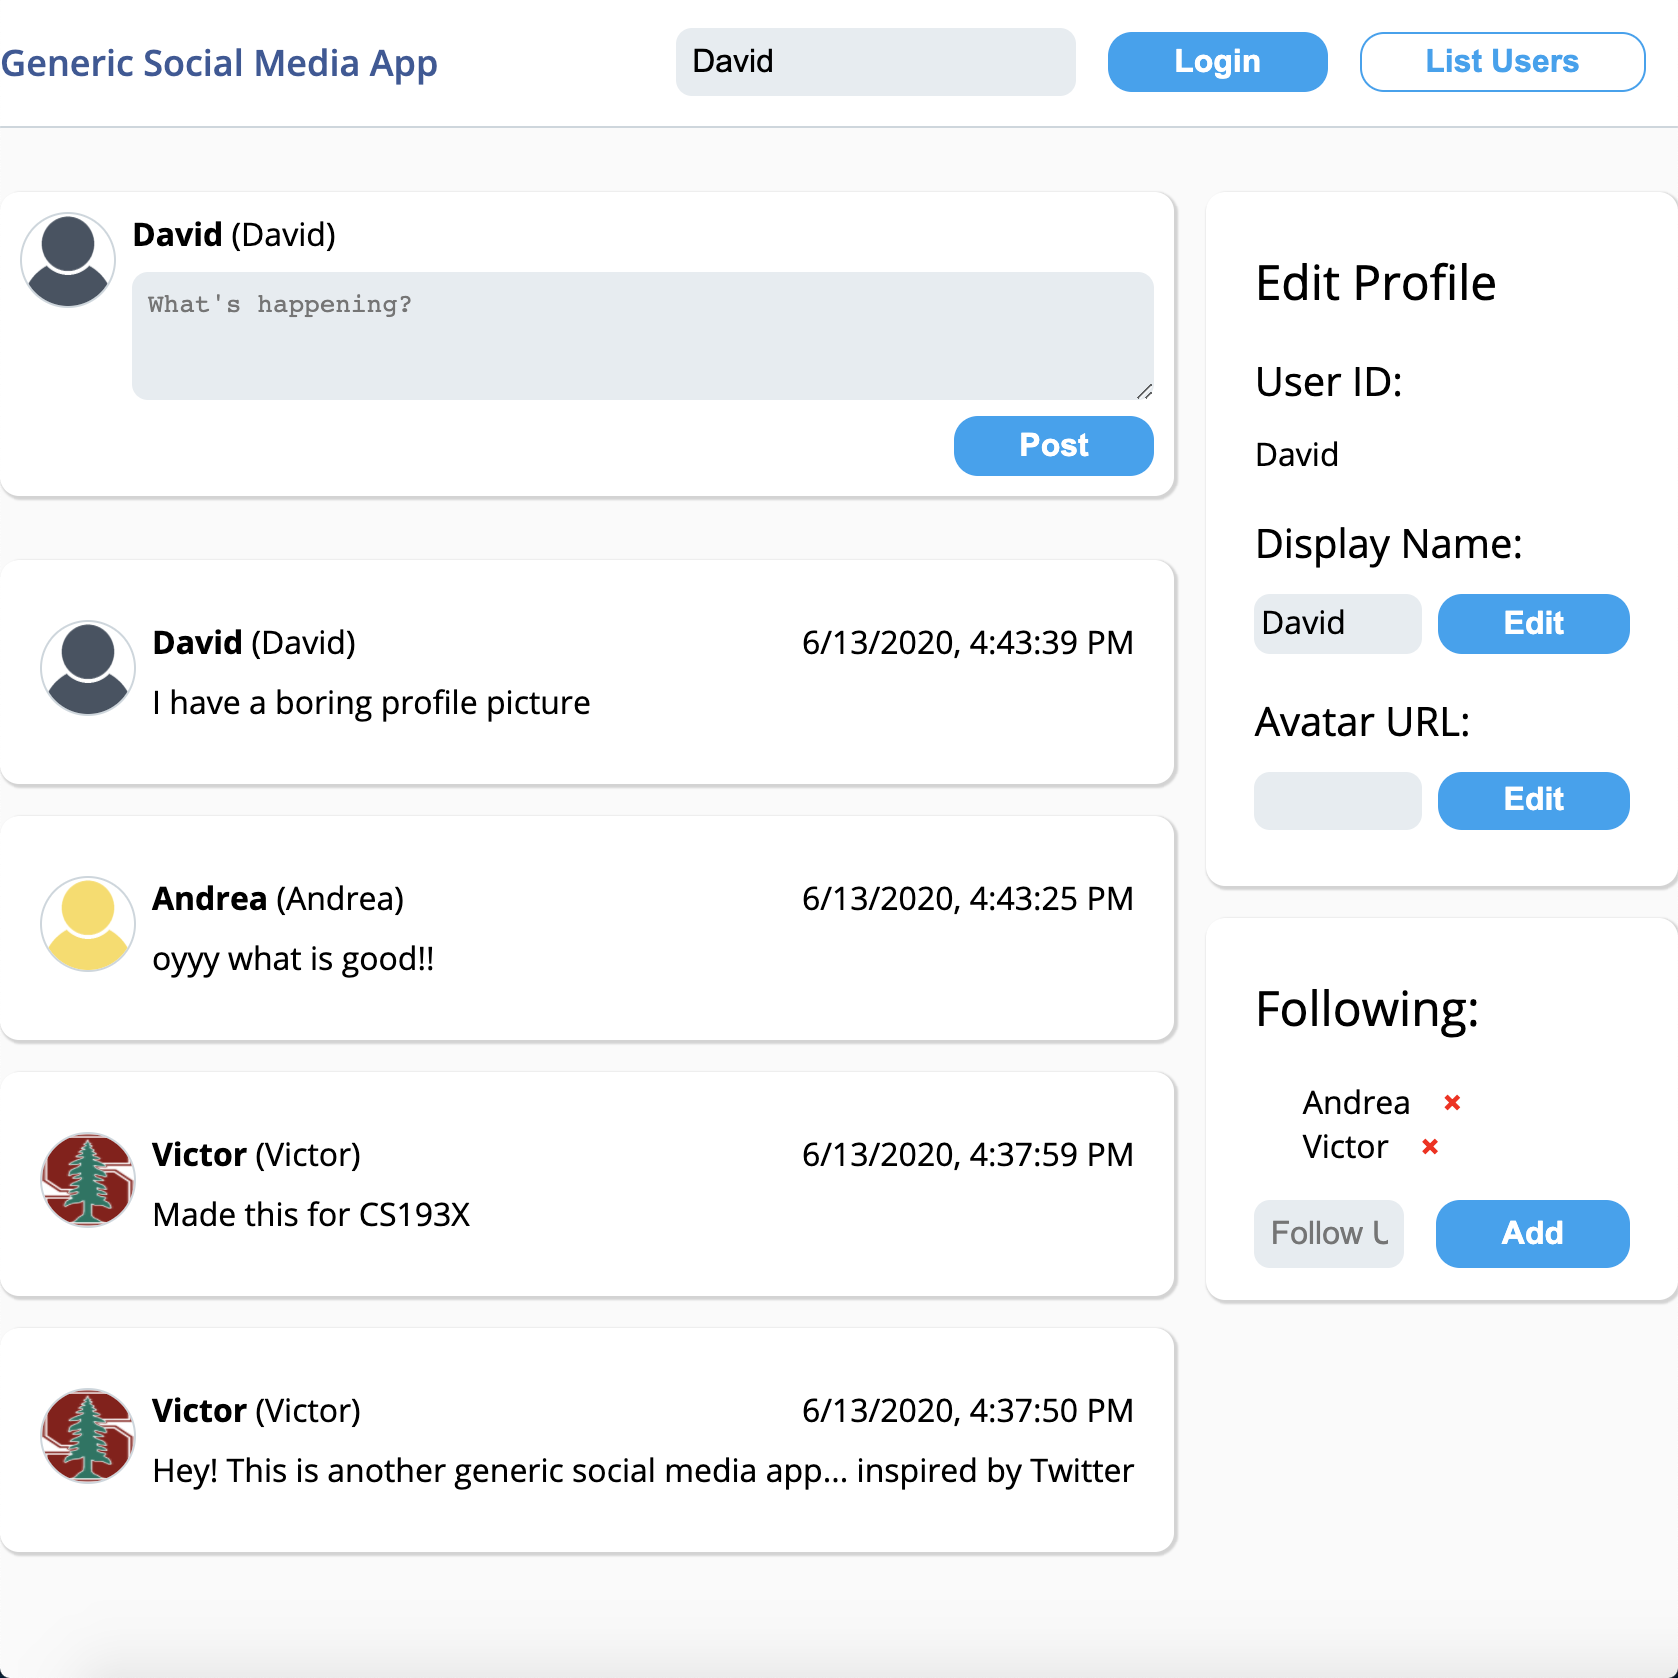 Generic Social Media App
David
Login
List Users
David (David)
What's happening?
Post
David (David)
6/13/2020, 4:43:39 PM
I have a boring profile picture
Andrea (Andrea)
6/13/2020, 4:43:25 PM
oyyy what is good!!
Victor (Victor)
6/13/2020, 4:37:59 PM
Made this for CS193X
Victor (Victor)
6/13/2020, 4:37:50 PM
Hey! This is another generic social media app... inspired by Twitter
Edit Profile
User ID:
David
Display Name:
David
Edit
Avatar URL:
Edit
Following:
Andrea ×
Victor ×
Follow U
Add